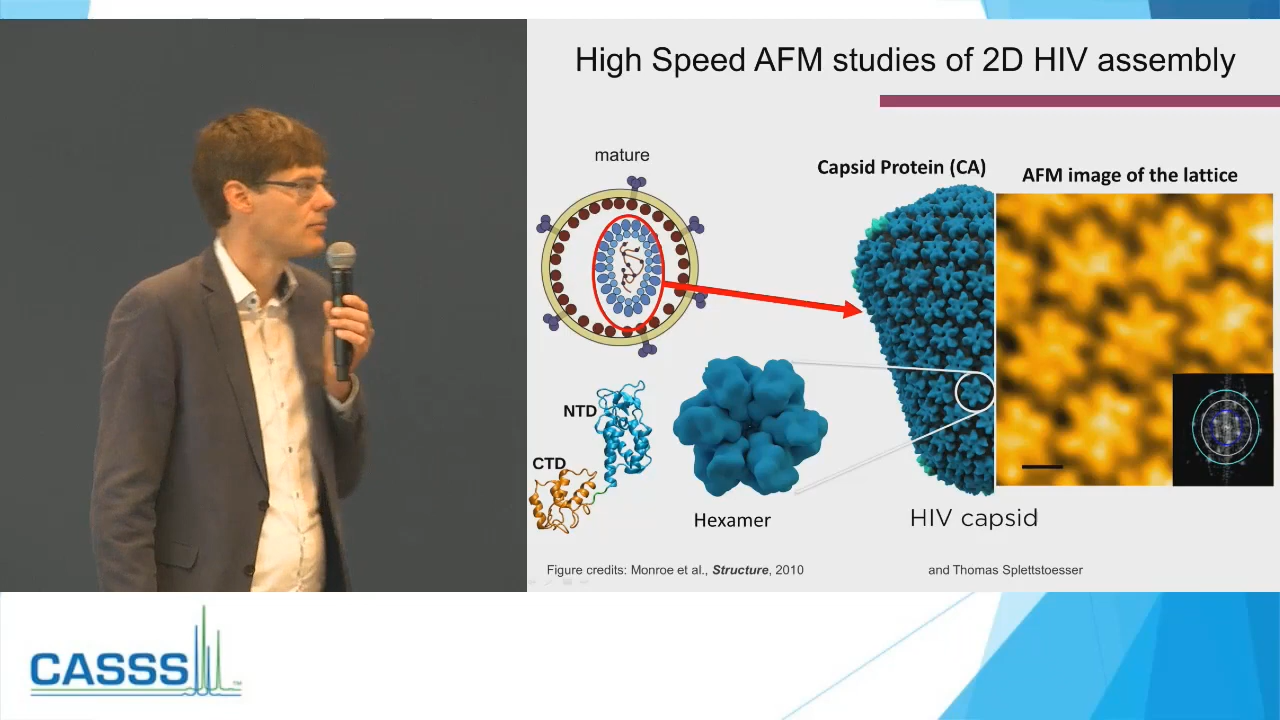 High Speed AFM studies of 2D HIV assembly
mature
Capsid Protein (CA)
AFM image of the lattice
NTD
CTD
Hexamer
HIV capsid
Figure credits: Monroe et al., Structure, 2010
and Thomas Splettstoesser
CASSS
TM